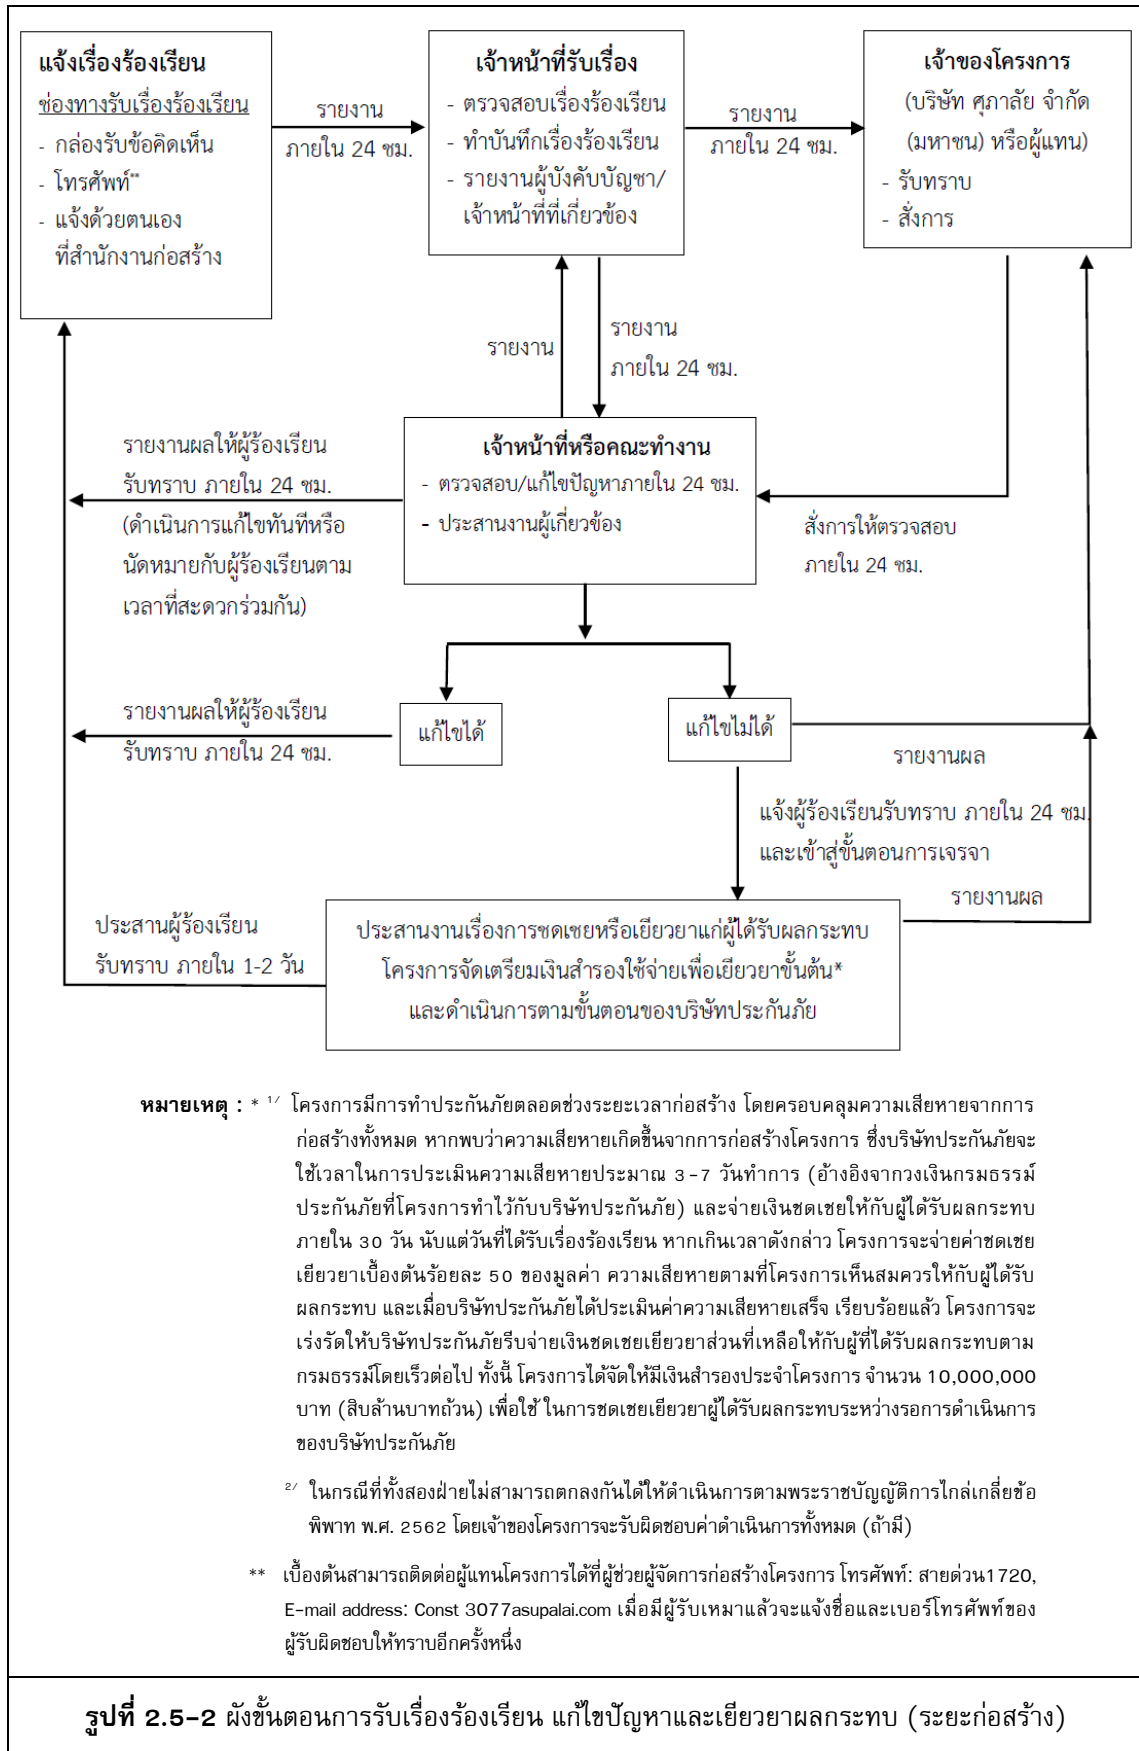 แจ้งเรื่องร้องเรียน
ช่องทางรับเรื่องร้องเรียน
- กล่องรับข้อคิดเห็น
- โทรศัพท์**
- แจ้งด้วยตนเอง
ที่สำนักงานก่อสร้าง
รายงาน
ภายใน 24 ชม.
เจ้าหน้าที่รับเรื่อง
- ตรวจสอบเรื่องร้องเรียน
- ทำบันทึกเรื่องร้องเรียน
- รายงานผู้บังคับบัญชา/
เจ้าหน้าที่ที่เกี่ยวข้อง
รายงาน
ภายใน 24 ชม.
เจ้าของโครงการ
(บริษัท ศุภาลัย จำกัด
(มหาชน) หรือผู้แทน)
- รับทราบ
- สั่งการ
รายงาน
รายงาน
ภายใน 24 ชม.
เจ้าหน้าที่หรือคณะทำงาน
- ตรวจสอบ/แก้ไขปัญหาภายใน 24 ชม.
- ประสานงานผู้เกี่ยวข้อง
รายงานผลให้ผู้ร้องเรียน
รับทราบ ภายใน 24 ชม.
(ดำเนินการแก้ไขทันทีหรือ
นัดหมายกับผู้ร้องเรียนตาม
เวลาที่สะดวกร่วมกัน)
สั่งการให้ตรวจสอบ
ภายใน 24 ชม.
รายงานผลให้ผู้ร้องเรียน
รับทราบ ภายใน 24 ชม.
แก้ไขได้
แก้ไขไม่ได้
รายงานผล
แจ้งผู้ร้องเรียนรับทราบ ภายใน 24 ชม.
และเข้าสู่ขั้นตอนการเจรจา
รายงานผล
ประสานผู้ร้องเรียน
รับทราบ ภายใน 1-2 วัน
ประสานงานเรื่องการชดเชยหรือเยียวยาแก่ผู้ได้รับผลกระทบ
โครงการจัดเตรียมเงินสำรองใช้จ่ายเพื่อเยียวยาขั้นต้น*
และดำเนินการตามขั้นตอนของบริษัทประกันภัย
หมายเหตุ : * 1/ โครงการมีการทำประกันภัยตลอดช่วงระยะเวลาก่อสร้าง โดยครอบคลุมความเสียหายจากการ
ก่อสร้างทั้งหมด หากพบว่าความเสียหายเกิดขึ้นจากการก่อสร้างโครงการ ซึ่งบริษัทประกันภัยจะ
ใช้เวลาในการประเมินความเสียหายประมาณ 3-7 วันทำการ (อ้างอิงจากวงเงินกรมธรรม์
ประกันภัยที่โครงการทำไว้กับบริษัทประกันภัย) และจ่ายเงินชดเชยให้กับผู้ได้รับผลกระทบ
ภายใน 30 วัน นับแต่วันที่ได้รับเรื่องร้องเรียน หากเกินเวลาดังกล่าว โครงการจะจ่ายค่าชดเชย
เยียวยาเบื้องต้นร้อยละ 50 ของมูลค่า ความเสียหายตามที่โครงการเห็นสมควรให้กับผู้ได้รับ
ผลกระทบ และเมื่อบริษัทประกันภัยได้ประเมินค่าความเสียหายเสร็จ เรียบร้อยแล้ว โครงการจะ
เร่งรัดให้บริษัทประกันภัยรีบจ่ายเงินชดเชยเยียวยาส่วนที่เหลือให้กับผู้ที่ได้รับผลกระทบตาม
กรมธรรม์โดยเร็วต่อไป ทั้งนี้ โครงการได้จัดให้มีเงินสำรองประจำโครงการ จำนวน 10,000,000
บาท (สิบล้านบาทถ้วน) เพื่อใช้ ในการชดเชยเยียวยาผู้ได้รับผลกระทบระหว่างรอการดำเนินการ
ของบริษัทประกันภัย
2/ ในกรณีที่ทั้งสองฝ่ายไม่สามารถตกลงกันได้ให้ดำเนินการตามพระราชบัญญัติการไกล่เกลี่ยข้อ
พิพาท พ.ศ. 2562 โดยเจ้าของโครงการจะรับผิดชอบค่าดำเนินการทั้งหมด (ถ้ามี)
** เบื้องต้นสามารถติดต่อผู้แทนโครงการได้ที่ผู้ช่วยผู้จัดการก่อสร้างโครงการ โทรศัพท์: สายด่วน1720,
E-mail address: Const 3077asupalai.com เมื่อมีผู้รับเหมาแล้วจะแจ้งชื่อและเบอร์โทรศัพท์ของ
ผู้รับผิดชอบให้ทราบอีกครั้งหนึ่ง
รูปที่ 2.5-2 ผังขั้นตอนการรับเรื่องร้องเรียน แก้ไขปัญหาและเยียวยาผลกระทบ (ระยะก่อสร้าง)